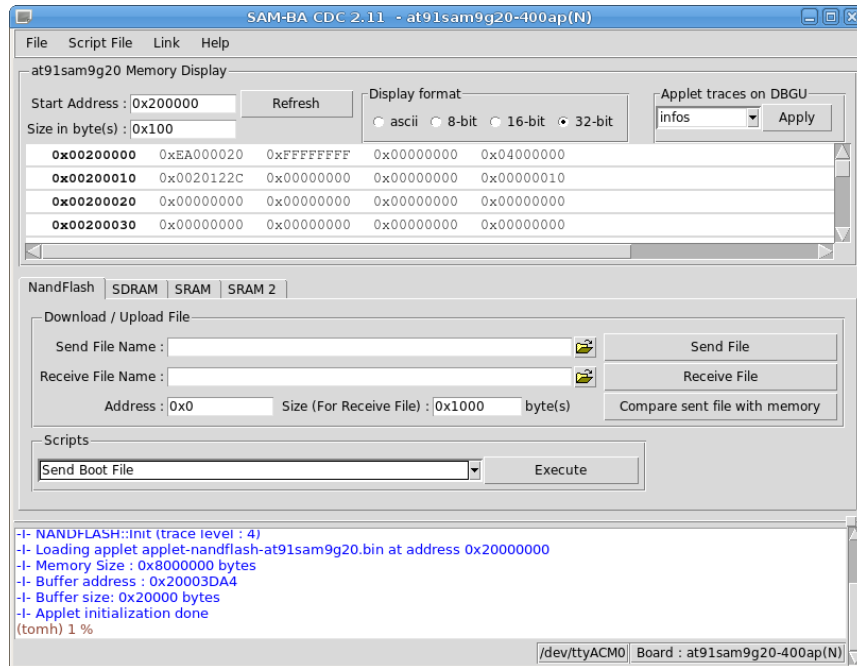 SAM-BA CDC 2.11 - at91sam9g20-400ap(N)
File Script File Link Help
at91sam9g20 Memory Display
Start Address : 0x200000 Refresh
Size in byte(s) : 0x100
Display format
ascii 8-bit 16-bit 32-bit
Applet traces on DBGU
infos Apply
0x00200000 0xEA000020 0xFFFFFFFF 0x00000000 0x04000000
0x00200010 0x0020122C 0x00000000 0x00000000 0x00000010
0x00200020 0x00000000 0x00000000 0x00000000 0x00000000
0x00200030 0x00000000 0x00000000 0x00000000 0x00000000
NandFlash SDRAM SRAM SRAM 2
Download / Upload File
Send File Name : Send File
Receive File Name : Receive File
Address : 0x0 Size (For Receive File) : 0x1000 byte(s) Compare sent file with memory
Scripts
Send Boot File Execute
-I- NANDFLASH::Init (trace level : 4)
-I- Loading applet applet-nandflash-at91sam9g20.bin at address 0x20000000
-I- Memory Size : 0x8000000 bytes
-I- Buffer address : 0x20003DA4
-I- Buffer size: 0x20000 bytes
-I- Applet initialization done
(tomh) 1 %
/dev/ttyACM0 Board : at91sam9g20-400ap(N)